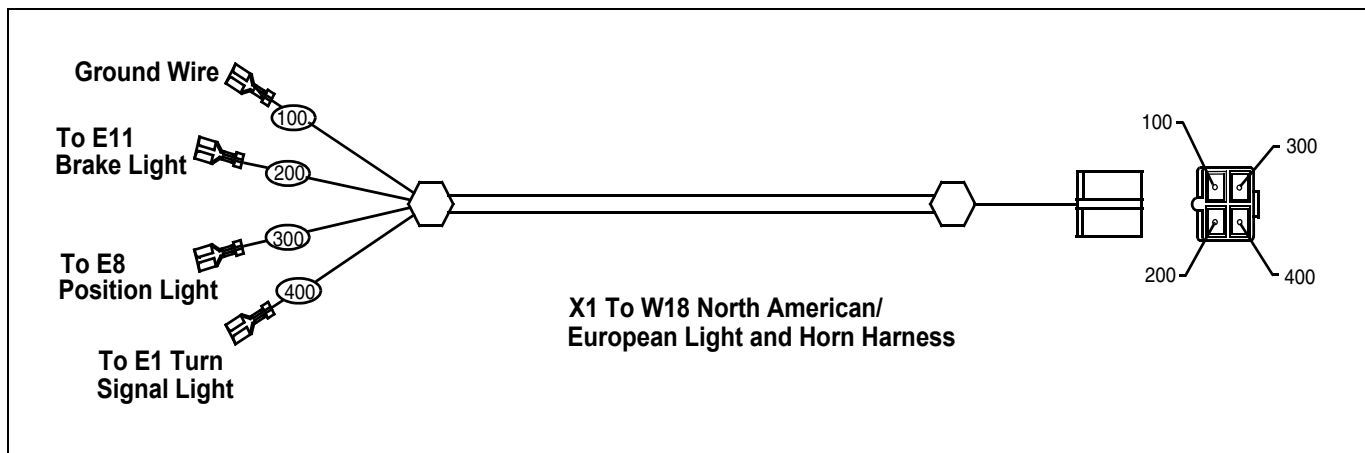 Ground Wire
100
To E11
Brake Light
200
300
To E8
Position Light
400
To E1 Turn
Signal Light
X1 To W18 North American/
European Light and Horn Harness
100
300
200
400